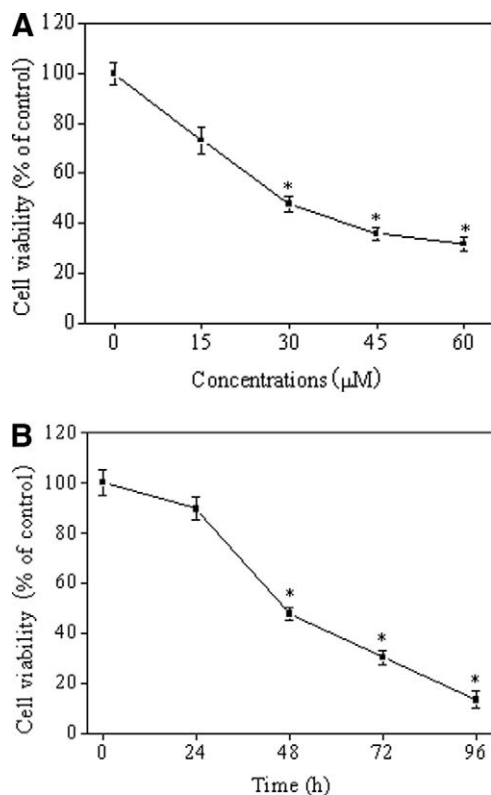 A
Cell viability (% of control)
120
100
80
60
40
20
0
*
*
*
0 15 30 45 60
Concentrations (μM)
B
Cell viability (% of control)
120
100
80
60
40
20
0
*
*
*
0 24 48 72 96
Time (h)